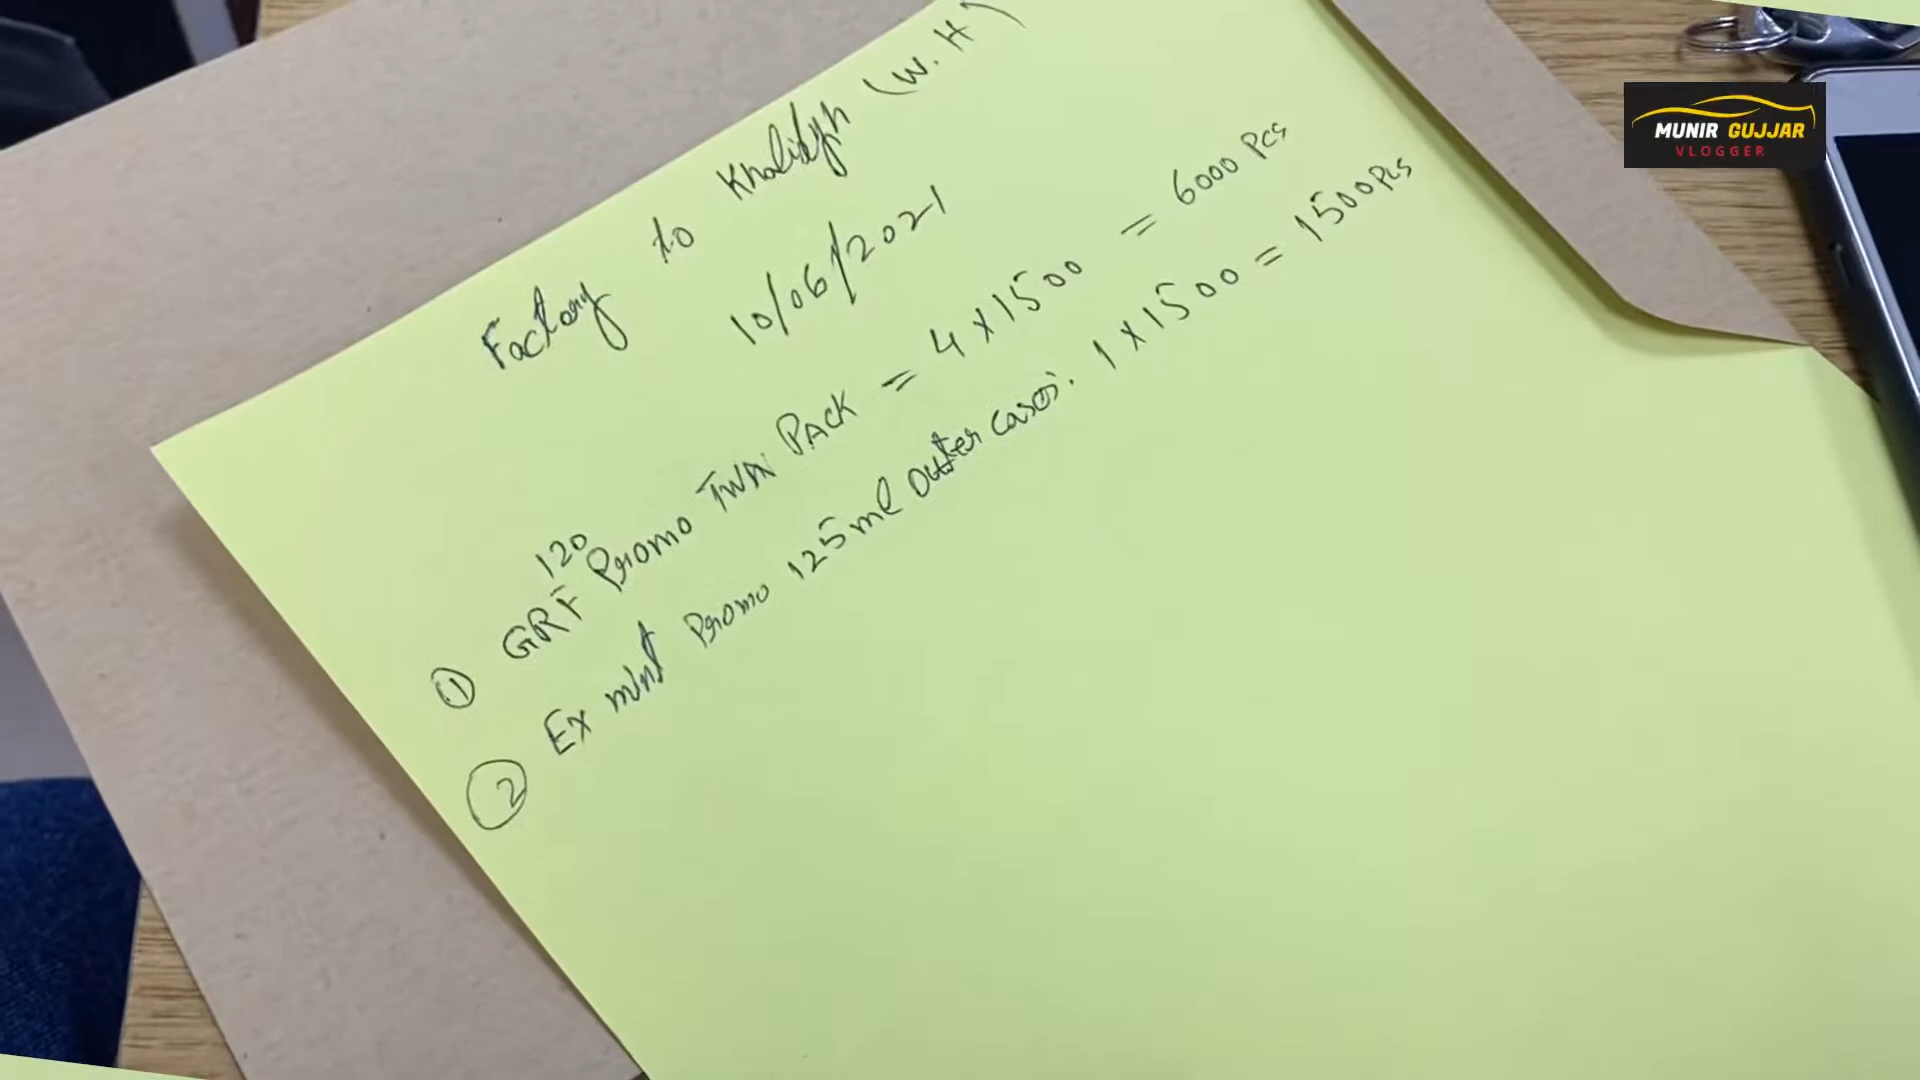 Factory to Khalidyh (W.H)
10/06/2021
① GRF 120 Promo Twin PACK = 4 x 1500 = 6000 Pcs
② Ex mint Promo 125ml outer cases. 1 x 1500 = 1500 Pcs
MUNIR GUJJAR
VLOGGER